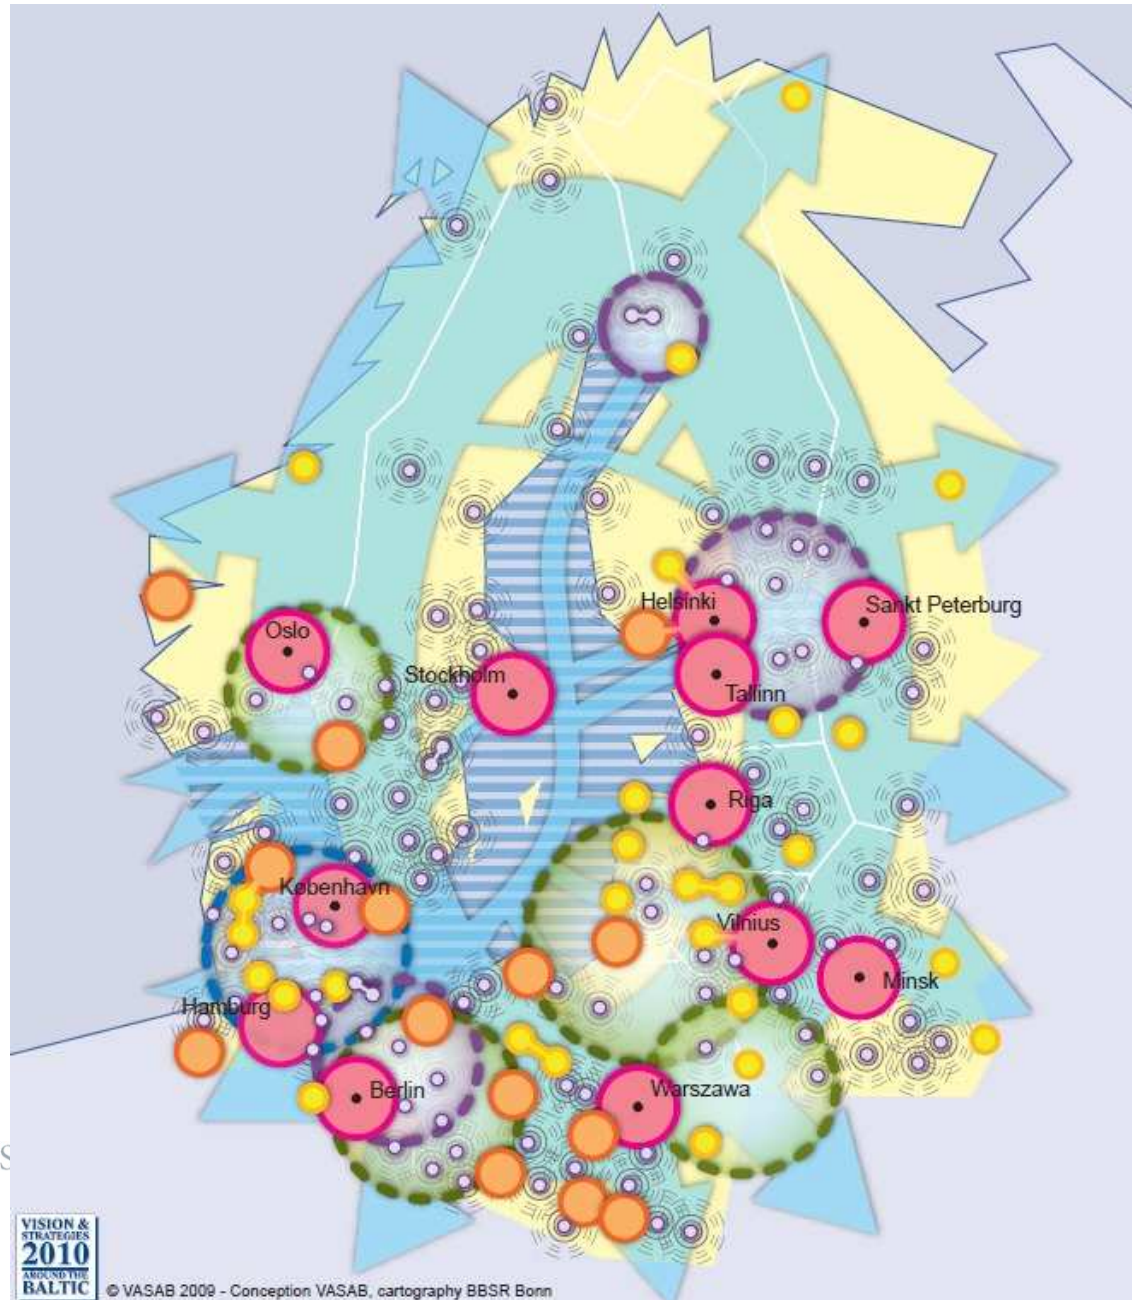 Helsinki
Sankt Peterburg
Oslo
Stockholm
Tallinn
Riga
København
Vilnius
Minsk
Hamburg
Berlin
Warszawa
S
VISION &
STRATEGIES
2010
AROUND THE
BALTIC
© VASAB 2009 - Conception VASAB, cartography BBSR Bonn